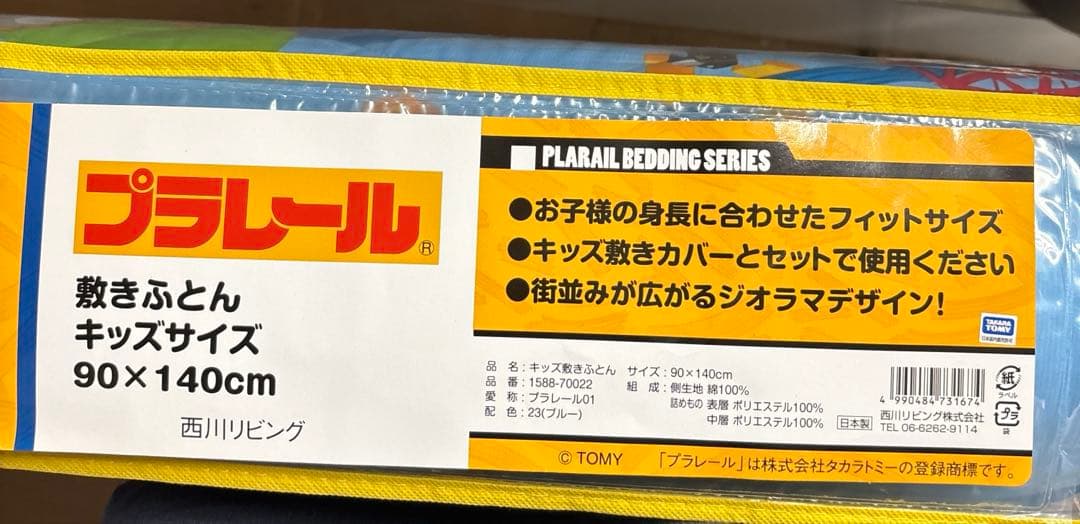 プラレール®
敷きふとん
キッズサイズ
90×140cm
西川リビング
PLARAIL BEDDING SERIES
●お子様の身長に合わせたフィットサイズ
●キッズ敷きカバーとセットで使用ください
●街並みが広がるジオラマデザイン!
TAKARA TOMY
品 名:キッズ敷きふとん
品 番:1588-70022
愛 称:プラレール01
配 色:23(ブルー)
サイズ:90×140cm
組 成:側生地 綿100%
詰めもの 表層 ポリエステル100%
中層 ポリエステル100%
日本製
4 990484 731674
西川リビング株式会社
TEL 06-6262-9114
紙
ラベル
プラ
袋
© TOMY 「プラレール」は株式会社タカラトミーの登録商標です。